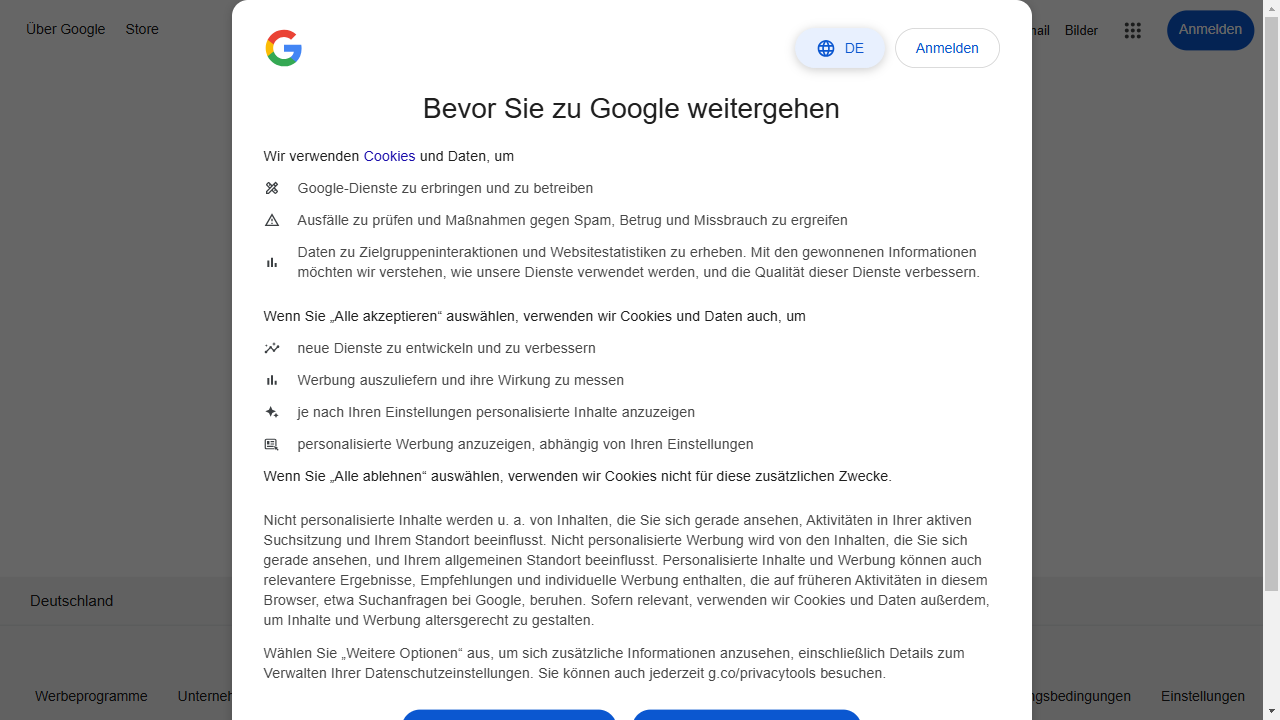 Über Google Store
Bilder
Anmelden
DE
Anmelden
Bevor Sie zu Google weitergehen
Wir verwenden Cookies und Daten, um
Google-Dienste zu erbringen und zu betreiben
Ausfälle zu prüfen und Maßnahmen gegen Spam, Betrug und Missbrauch zu ergreifen
Daten zu Zielgruppeninteraktionen und Websitestatistiken zu erheben. Mit den gewonnenen Informationen
möchten wir verstehen, wie unsere Dienste verwendet werden, und die Qualität dieser Dienste verbessern.
Wenn Sie „Alle akzeptieren“ auswählen, verwenden wir Cookies und Daten auch, um
neue Dienste zu entwickeln und zu verbessern
Werbung auszuliefern und ihre Wirkung zu messen
je nach Ihren Einstellungen personalisierte Inhalte anzuzeigen
personalisierte Werbung anzuzeigen, abhängig von Ihren Einstellungen
Wenn Sie „Alle ablehnen“ auswählen, verwenden wir Cookies nicht für diese zusätzlichen Zwecke.
Nicht personalisierte Inhalte werden u. a. von Inhalten, die Sie sich gerade ansehen, Aktivitäten in Ihrer aktiven
Suchsitzung und Ihrem Standort beeinflusst. Nicht personalisierte Werbung wird von den Inhalten, die Sie sich
gerade ansehen, und Ihrem allgemeinen Standort beeinflusst. Personalisierte Inhalte und Werbung können auch
relevantere Ergebnisse, Empfehlungen und individuelle Werbung enthalten, die auf früheren Aktivitäten in diesem
Browser, etwa Suchanfragen bei Google, beruhen. Sofern relevant, verwenden wir Cookies und Daten außerdem,
um Inhalte und Werbung altersgerecht zu gestalten.
Wählen Sie „Weitere Optionen“ aus, um sich zusätzliche Informationen anzusehen, einschließlich Details zum
Verwalten Ihrer Datenschutzeinstellungen. Sie können auch jederzeit g.co/privacytools besuchen.
Deutschland
Werbeprogramme
Einstellungen